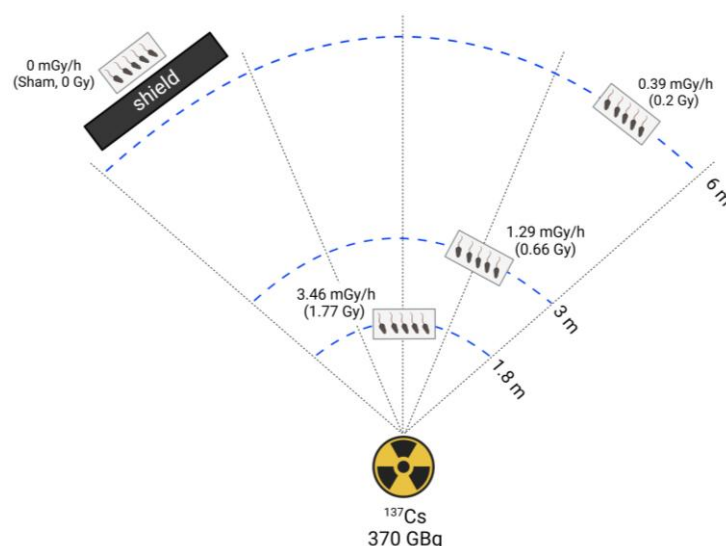 0 mGy/h
(Sham, 0 Gy)
shield
0.39 mGy/h
(0.2 Gy)
6 m
1.29 mGy/h
(0.66 Gy)
3 m
3.46 mGy/h
(1.77 Gy)
1.8 m
¹³⁷Cs
370 GBq